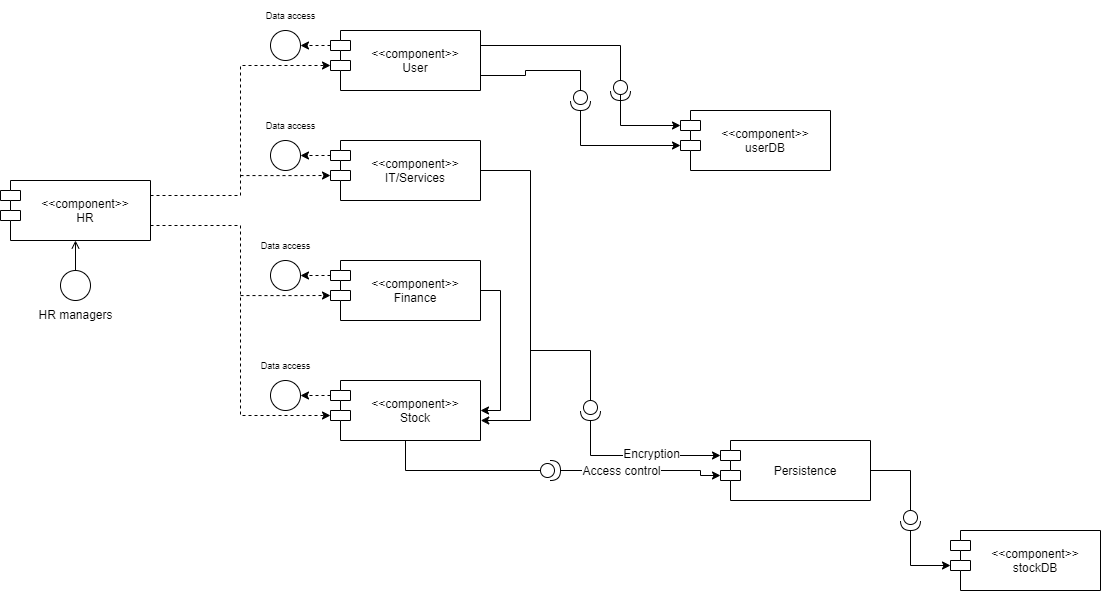 Data access
<<component>>
User
Data access
<<component>>
userDB
<<component>>
IT/Services
<<component>>
HR
Data access
<<component>>
Finance
HR managers
Data access
<<component>>
Stock
Encryption
Access control
Persistence
<<component>>
stockDB